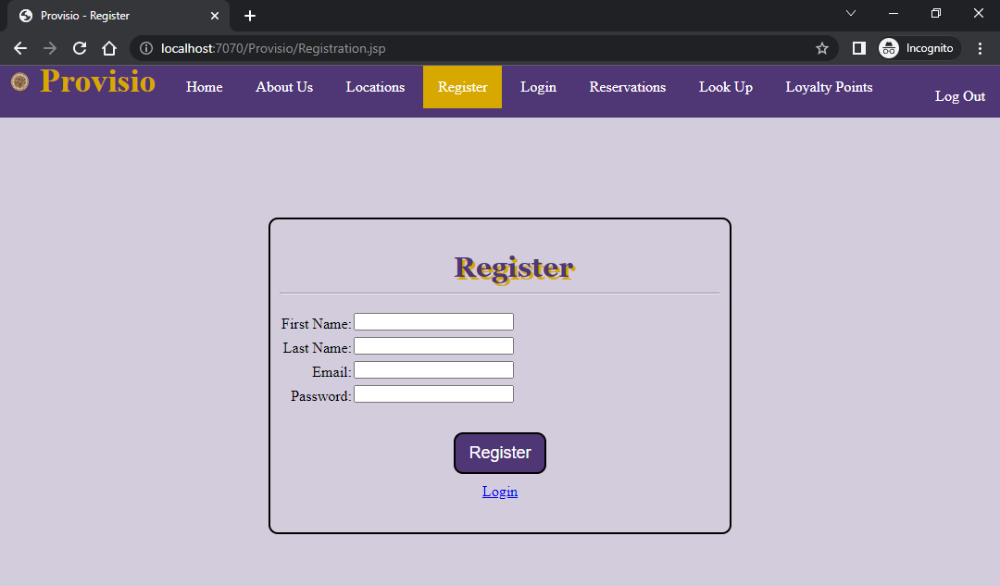 Provisio - Register
localhost:7070/Provisio/Registration.jsp
Incognito
Provisio Home About Us Locations Register Login Reservations Look Up Loyalty Points Log Out
Register
First Name:
Last Name:
Email:
Password:
Register
Login